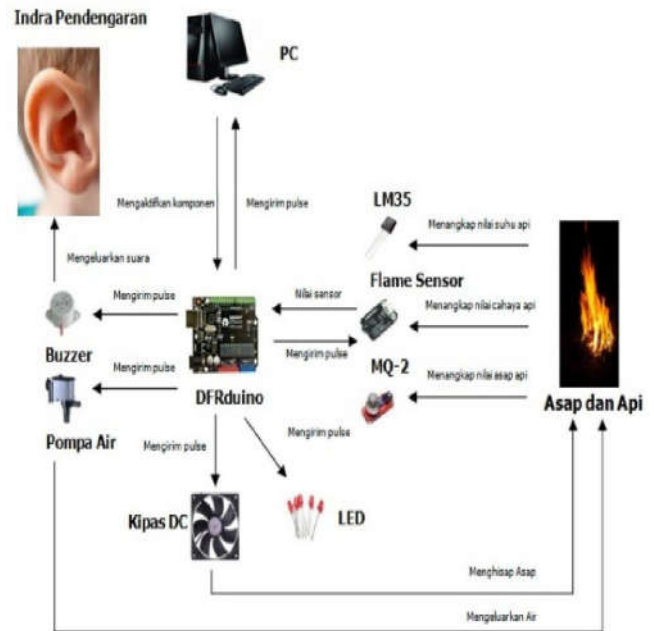 Indra Pendengaran
PC
Mengaktifkan komponen
Mengirim pulse
LM35
Menangkap nilai suhu api
Mengeluarkan suara
Flame Sensor
Nilai sensor
Mengirim pulse
Menangkap nilai cahaya api
Mengirim pulse
Buzzer
MQ-2
Menangkap nilai asap api
Mengirim pulse
DFRduino
Asap dan Api
Pompa Air
Mengirim pulse
Mengirim pulse
Kipas DC
LED
Menghisap Asap
Mengeluarkan Air